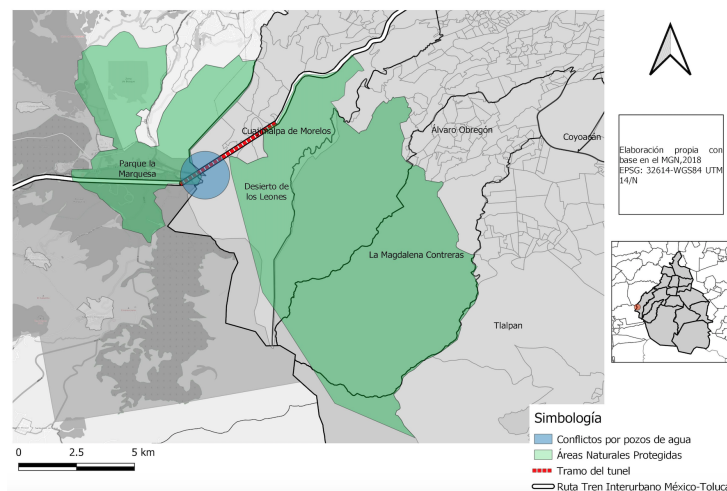 Cuajimalpa de Morelos
Álvaro Obregón
Coyoacán
Parque la
Marquesa
Desierto de
los Leones
La Magdalena Contreras
Tlalpan
Elaboración propia con
base en el MGN,2018
EPSG: 32614-WGS84 UTM
14/N
Simbología
Conflictos por pozos de agua
Áreas Naturales Protegidas
Tramo del tunel
Ruta Tren Interurbano México-Toluca
0 2.5 5 km